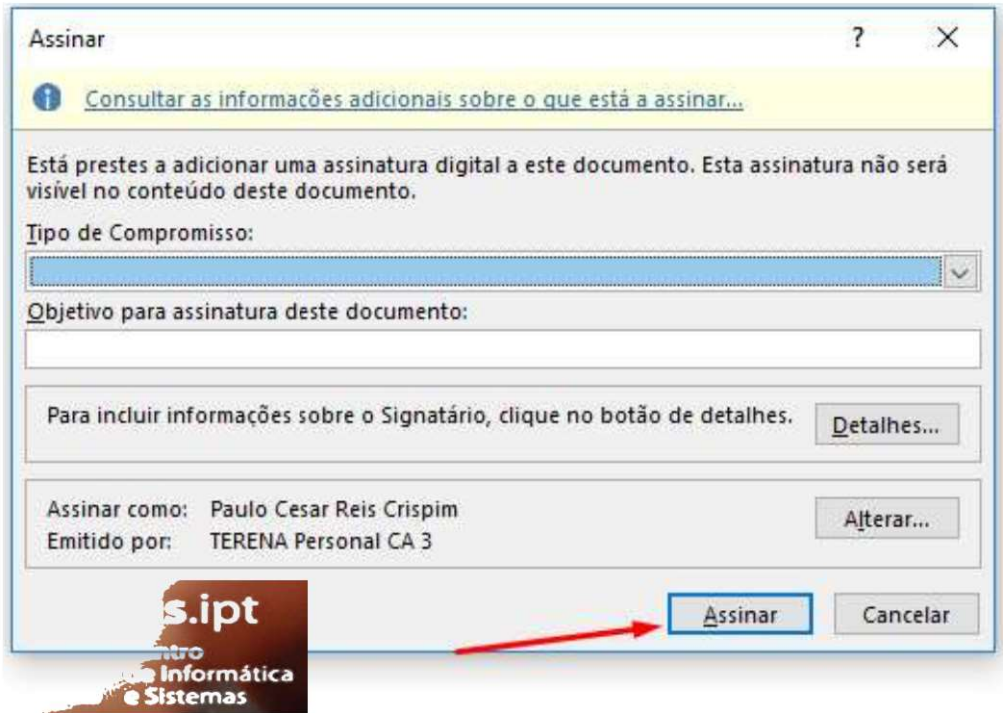 Assinar ?
Consultar as informações adicionais sobre o que está a assinar...
Está prestes a adicionar uma assinatura digital a este documento. Esta assinatura não será
visível no conteúdo deste documento.
Tipo de Compromisso:
Objetivo para assinatura deste documento:
Para incluir informações sobre o Signatário, clique no botão de detalhes.
Detalhes...
Assinar como: Paulo Cesar Reis Crispim
Emitido por: TERENA Personal CA 3
Alterar...
Assinar Cancelar
s.ipt
Informática
e Sistemas